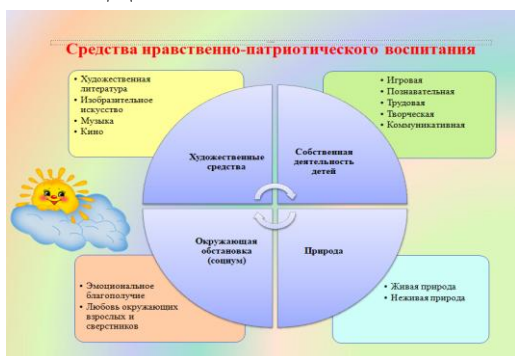 Средства нравственно-патриотического воспитания
• Художественная
литература
• Изобразительное
искусство
• Музыка
• Кино
• Игровая
• Познавательная
• Трудовая
• Творческая
• Коммуникативная
Художественные
средства
Собственная
деятельность
детей
Окружающая
обстановка
(социум)
Природа
• Эмоциональное
благополучие
• Любовь окружающих
взрослых и
сверстников
• Живая природа
• Неживая природа